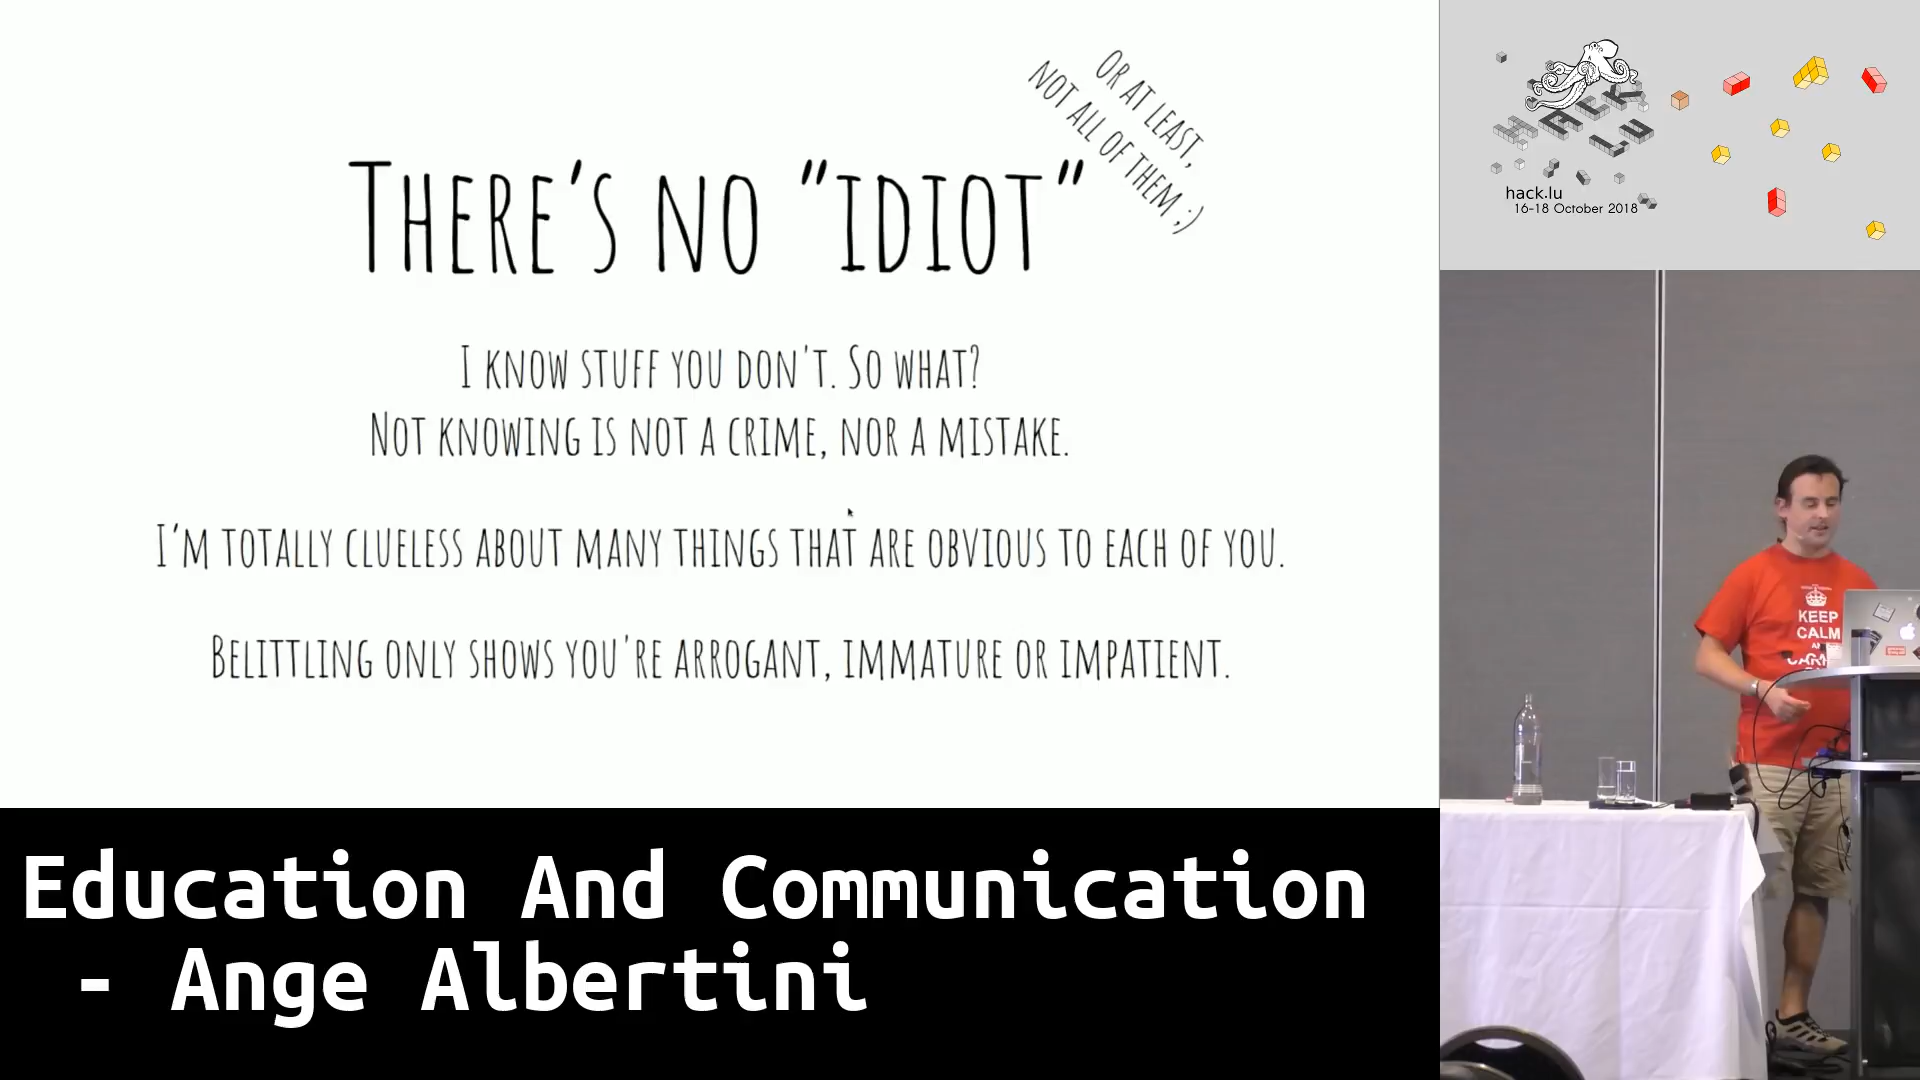 Or at least,
not all of them ;)
There's no "idiot"
I know stuff you don't. So what?
Not knowing is not a crime, nor a mistake.
I'm totally clueless about many things that are obvious to each of you.
Belittling only shows you're arrogant, immature or impatient.
Education And Communication
- Ange Albertini
HACK
LU
hack.lu
16-18 October 2018
KEEP
CALM